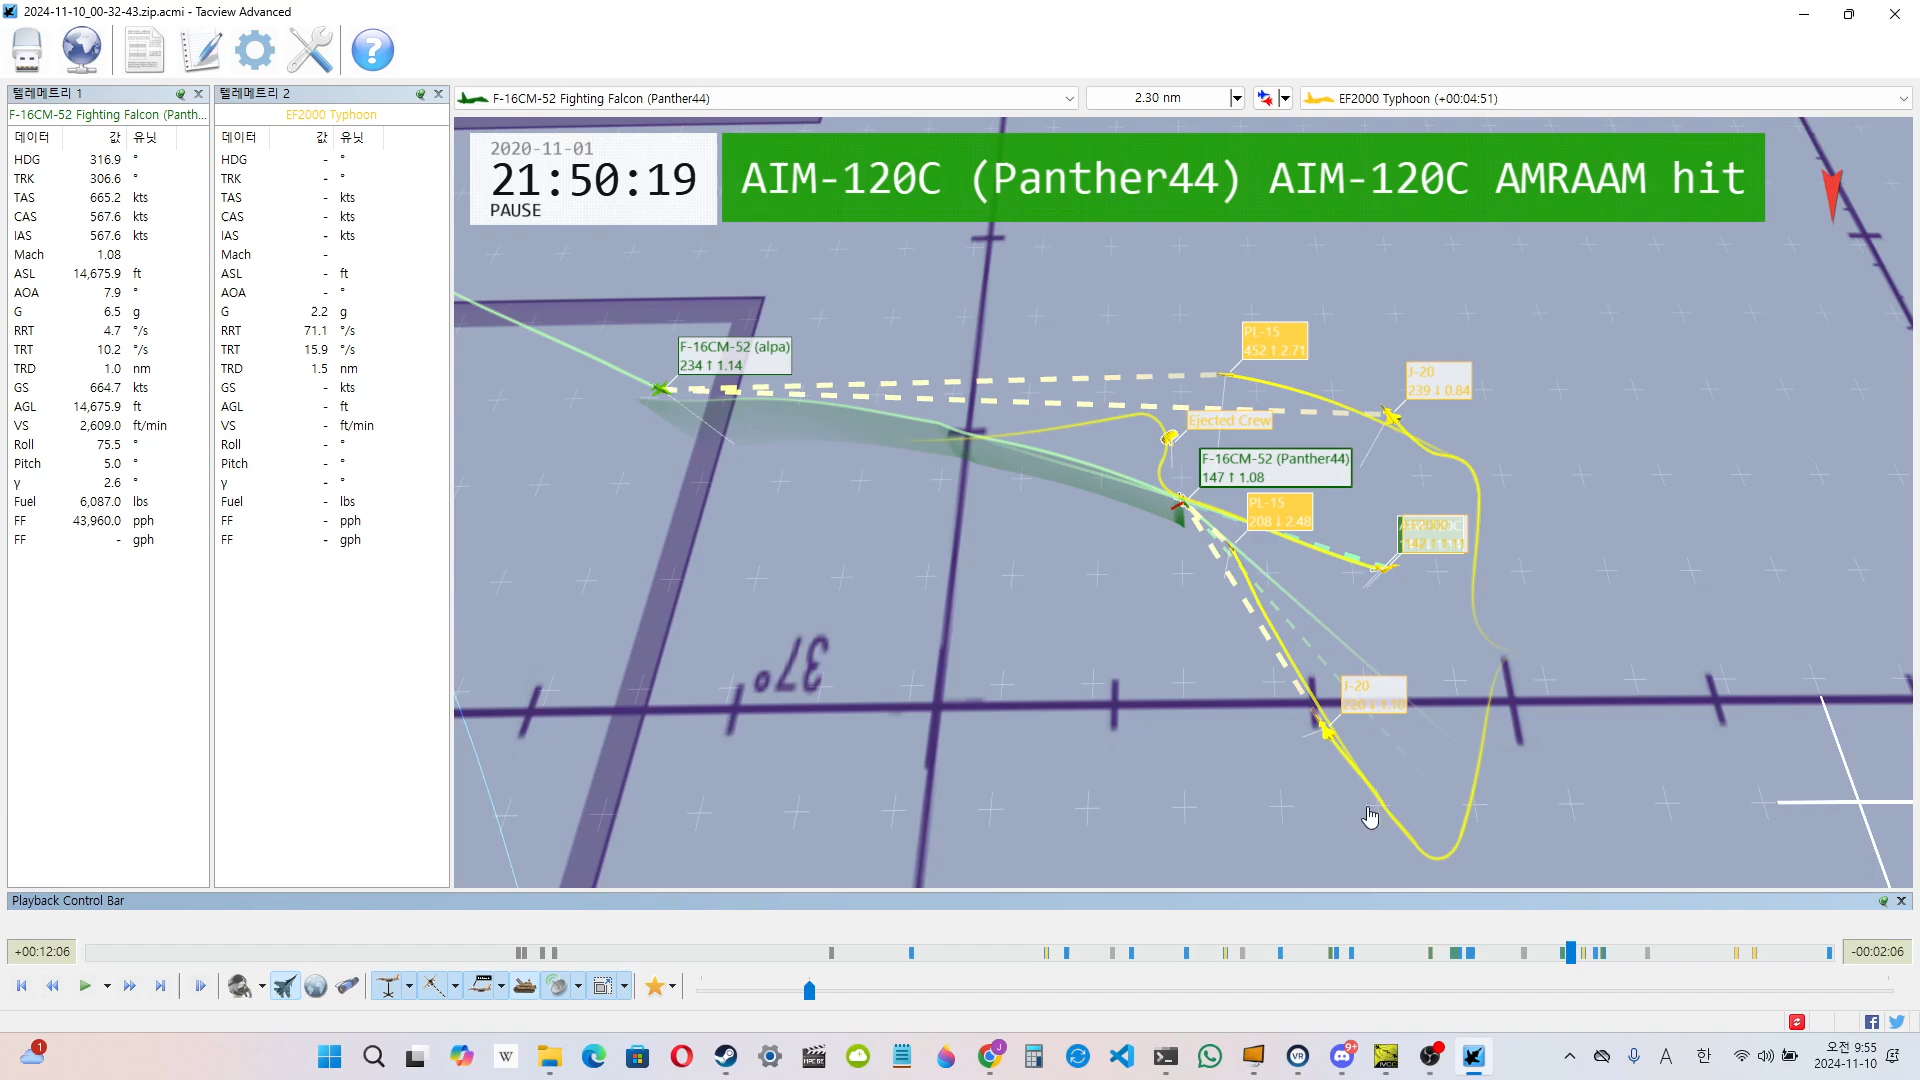 2024-11-10_00-32-43.zip.acmi - Tacview Advanced
텔레메트리 1
텔레메트리 2
F-16CM-52 Fighting Falcon (Panther44)
2.30 nm
EF2000 Typhoon (+00:04:51)
F-16CM-52 Fighting Falcon (Panth...
데이터 값 유닛
HDG 316.9 °
TRK 306.6 °
TAS 665.2 kts
CAS 567.6 kts
IAS 567.6 kts
Mach 1.08
ASL 14,675.9 ft
AOA 7.9 °
G 6.5 g
RRT 4.7 °/s
TRT 10.2 °/s
TRD 1.0 nm
GS 664.7 kts
AGL 14,675.9 ft
VS 2,609.0 ft/min
Roll 75.5 °
Pitch 5.0 °
γ 2.6 °
Fuel 6,087.0 lbs
FF 43,960.0 pph
FF - gph
EF2000 Typhoon
데이터 값 유닛
HDG - °
TRK - °
TAS - kts
CAS - kts
IAS - kts
Mach -
ASL - ft
AOA - °
G 2.2 g
RRT 71.1 °/s
TRT 15.9 °/s
TRD 1.5 nm
GS - kts
AGL - ft
VS - ft/min
Roll - °
Pitch - °
γ - °
Fuel - lbs
FF - pph
FF - gph
2020-11-01
21:50:19
PAUSE
AIM-120C (Panther44) AIM-120C AMRAAM hit
F-16CM-52 (alpa)
234 ↑ 1.14
PL-15
452 ↑ 2.71
J-20
239 ↓ 0.84
Ejected Crew
F-16CM-52 (Panther44)
147 ↑ 1.08
PL-15
208 ↓ 2.48
J-20
220 ↓ 1.10
37°
Playback Control Bar
+00:12:06
-00:02:06
1
W
J
9+
VR
A
한
오전 9:55
2024-11-10